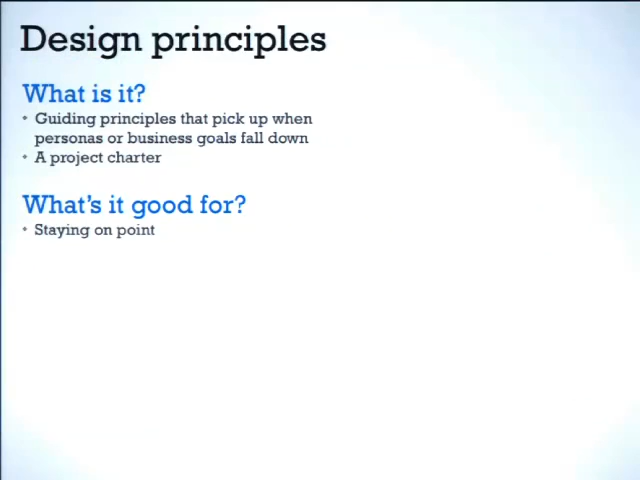 Design principles
What is it?
• Guiding principles that pick up when
personas or business goals fall down
• A project charter
What's it good for?
• Staying on point